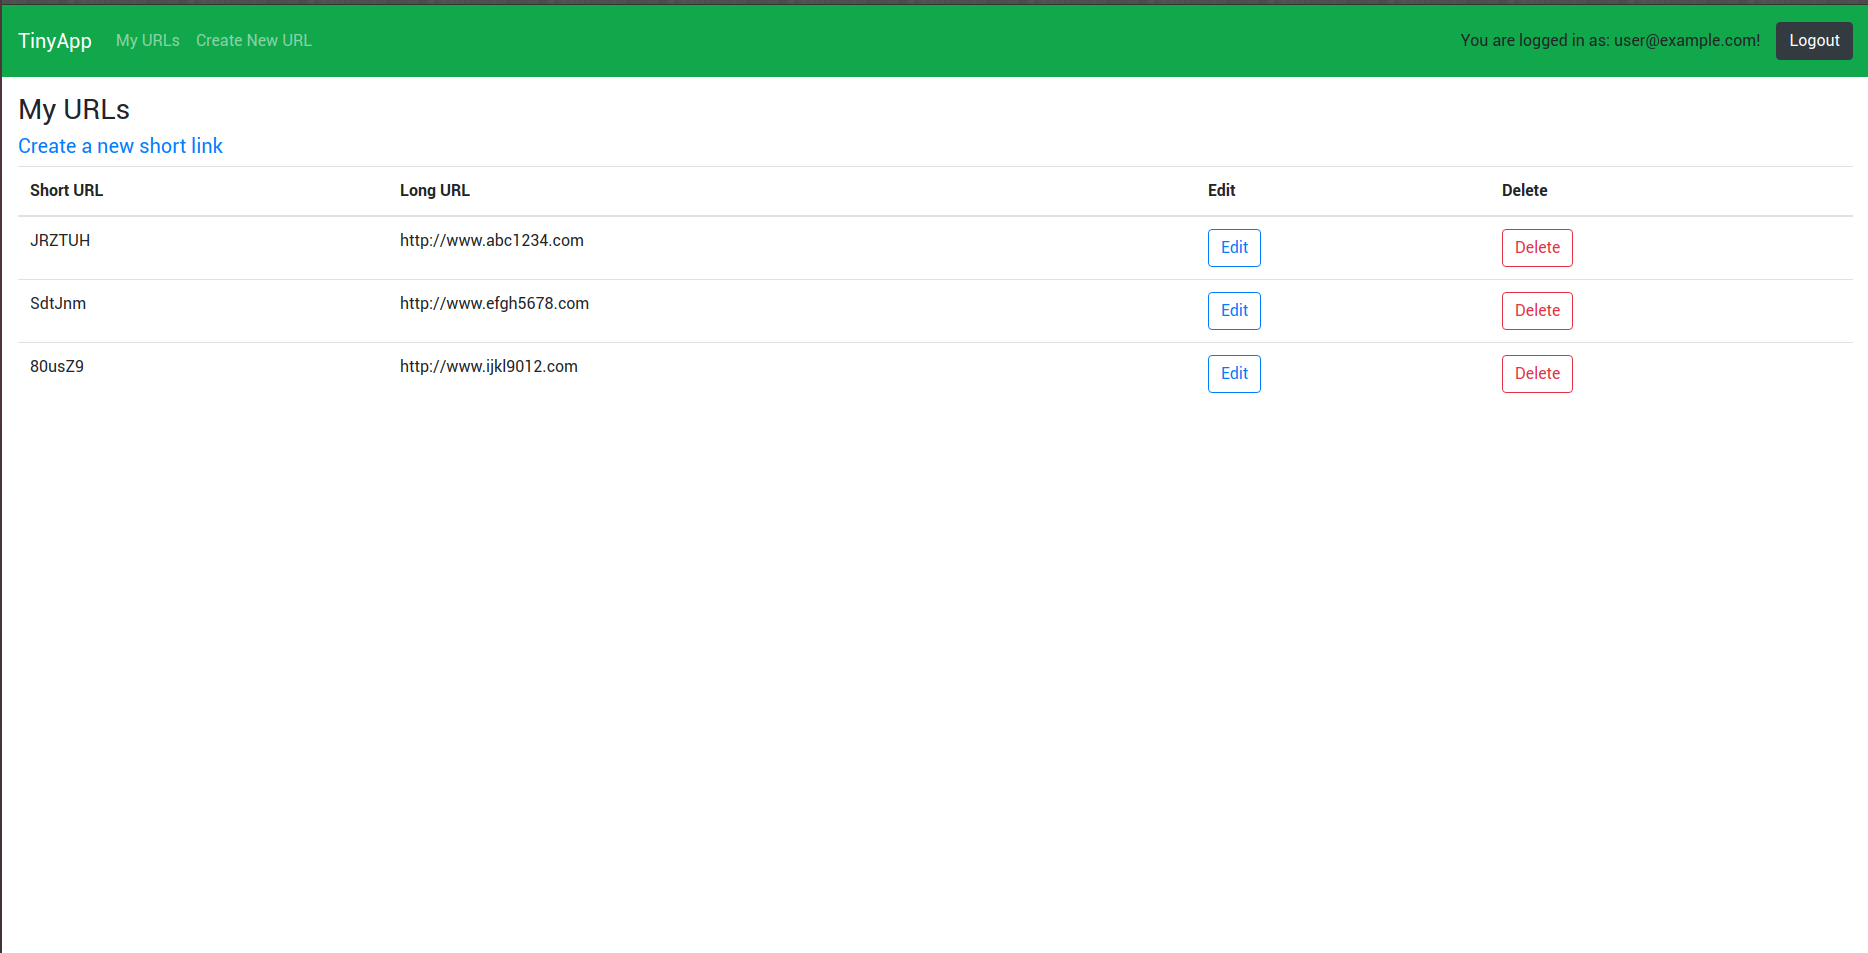 TinyApp My URLs Create New URL You are logged in as: user@example.com! Logout
My URLs
Create a new short link
Short URL Long URL Edit Delete
JRZTUH http://www.abc1234.com Edit Delete
SdtJnm http://www.efgh5678.com Edit Delete
80usZ9 http://www.ijkl9012.com Edit Delete